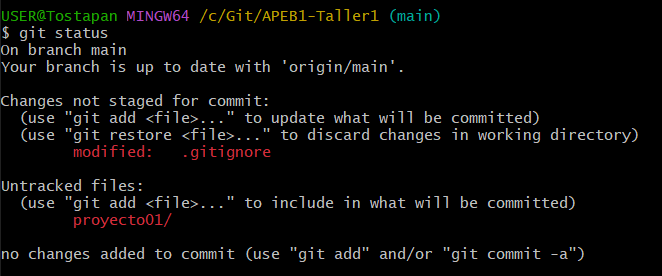 USER@Tostapan MINGW64 /c/Git/APEB1-Taller1 (main)
$ git status
On branch main
Your branch is up to date with 'origin/main'.
Changes not staged for commit:
(use "git add <file>..." to update what will be committed)
(use "git restore <file>..." to discard changes in working directory)
modified:   .gitignore
Untracked files:
(use "git add <file>..." to include in what will be committed)
proyecto01/
no changes added to commit (use "git add" and/or "git commit -a")